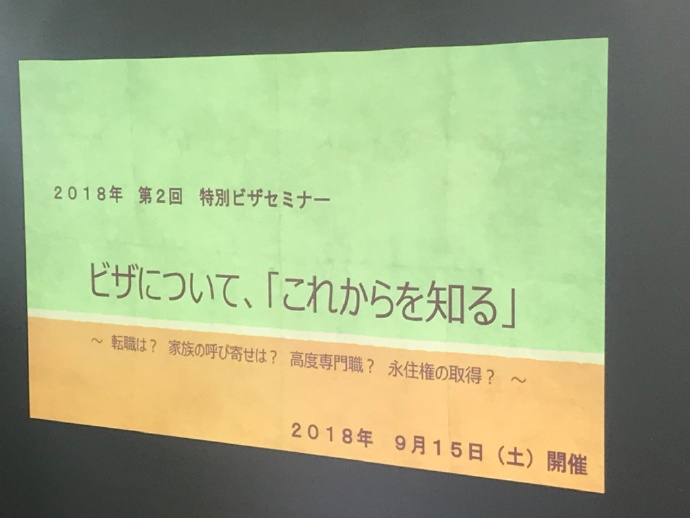 2018年　第2回　特別ビザセミナー
ビザについて、「これからを知る」
～ 転職は？ 家族の呼び寄せは？ 高度専門職？ 永住権の取得？ ～
2018年　9月15日（土）開催